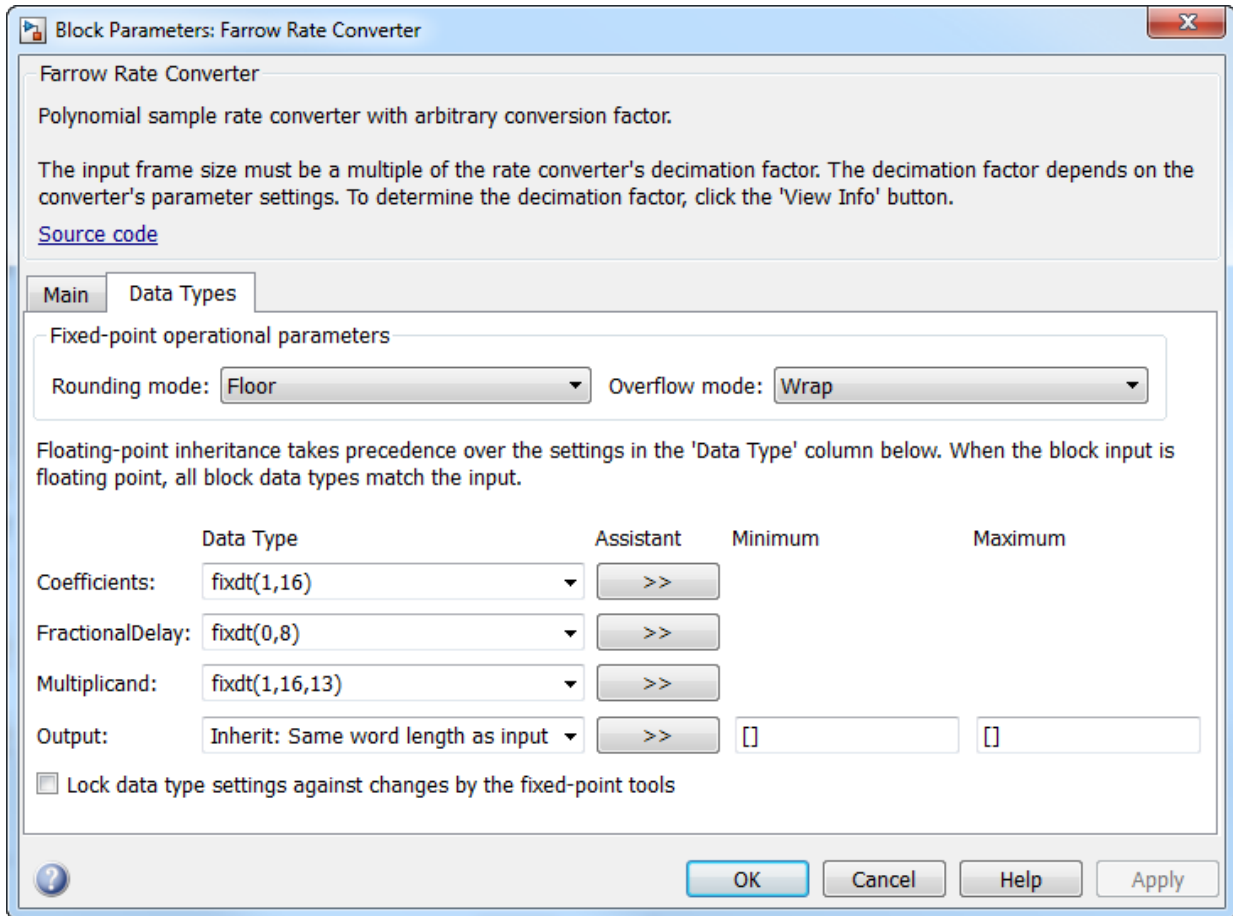 Block Parameters: Farrow Rate Converter
X
Farrow Rate Converter
Polynomial sample rate converter with arbitrary conversion factor.
The input frame size must be a multiple of the rate converter's decimation factor. The decimation factor depends on the
converter's parameter settings. To determine the decimation factor, click the 'View Info' button.
Source code
Main Data Types
Fixed-point operational parameters
Rounding mode: Floor Overflow mode: Wrap
Floating-point inheritance takes precedence over the settings in the 'Data Type' column below. When the block input is
floating point, all block data types match the input.
Data Type Assistant Minimum Maximum
Coefficients: fixdt(1,16) >>
FractionalDelay: fixdt(0,8) >>
Multiplicand: fixdt(1,16,13) >>
Output: Inherit: Same word length as input >> [] []
Lock data type settings against changes by the fixed-point tools
? OK Cancel Help Apply